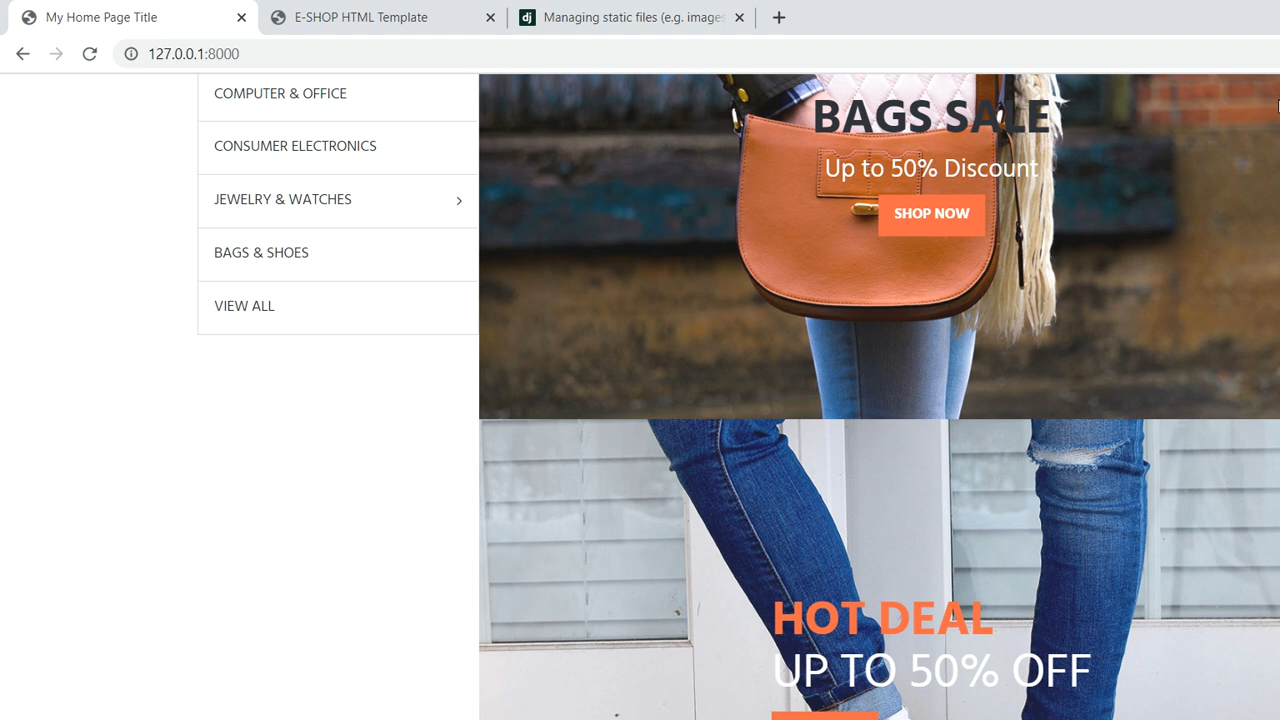 My Home Page Title
E-SHOP HTML Template
dj
Managing static files (e.g. images
127.0.0.1:8000
COMPUTER & OFFICE
CONSUMER ELECTRONICS
JEWELRY & WATCHES
BAGS & SHOES
VIEW ALL
BAGS SALE
Up to 50% Discount
SHOP NOW
HOT DEAL
UP TO 50% OFF